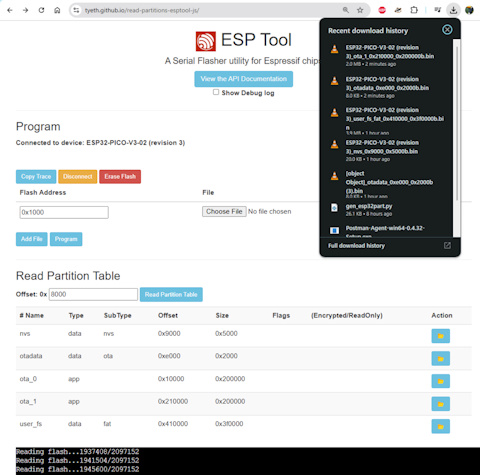 tyeth.github.io/read-partitions-esptool-js/
ESP Tool
A Serial Flasher utility for Espressif chips
View the API Documentation
Show Debug log
Recent download history
ESP32-PICO-V3-02 (revision
3)_ota_1_0x210000_0x200000b.bin
2.0 MB • 2 minutes ago
ESP32-PICO-V3-02 (revision
3)_otadata_0xe000_0x2000b.bin
8.0 KB • 2 minutes ago
ESP32-PICO-V3-02 (revision
3)_user_fs_fat_0x410000_0x3f0000b.bi
n
3.9 MB • 1 hour ago
ESP32-PICO-V3-02 (revision
3)_nvs_0x9000_0x5000b.bin
20.0 KB • 1 hour ago
[object
Object]_otadata_0xe000_0x2000b
(3).bin
8.0 KB • 3 hours ago
gen_esp32part.py
26.1 KB • 8 hours ago
Postman-Agent-win64-0.4.32-
Full download history
Program
Connected to device: ESP32-PICO-V3-02 (revision 3)
Copy Trace
Disconnect
Erase Flash
Flash Address
File
0x1000
Choose File No file chosen
Add File
Program
Read Partition Table
Offset: 0x 8000
Read Partition Table
# Name Type SubType Offset Size Flags (Encrypted/ReadOnly) Action
nvs data nvs 0x9000 0x5000
otadata data ota 0xe000 0x2000
ota_0 app 0x10000 0x200000
ota_1 app 0x210000 0x200000
user_fs data fat 0x410000 0x3f0000
Reading flash...1937408/2097152
Reading flash...1941504/2097152
Reading flash...1945600/2097152